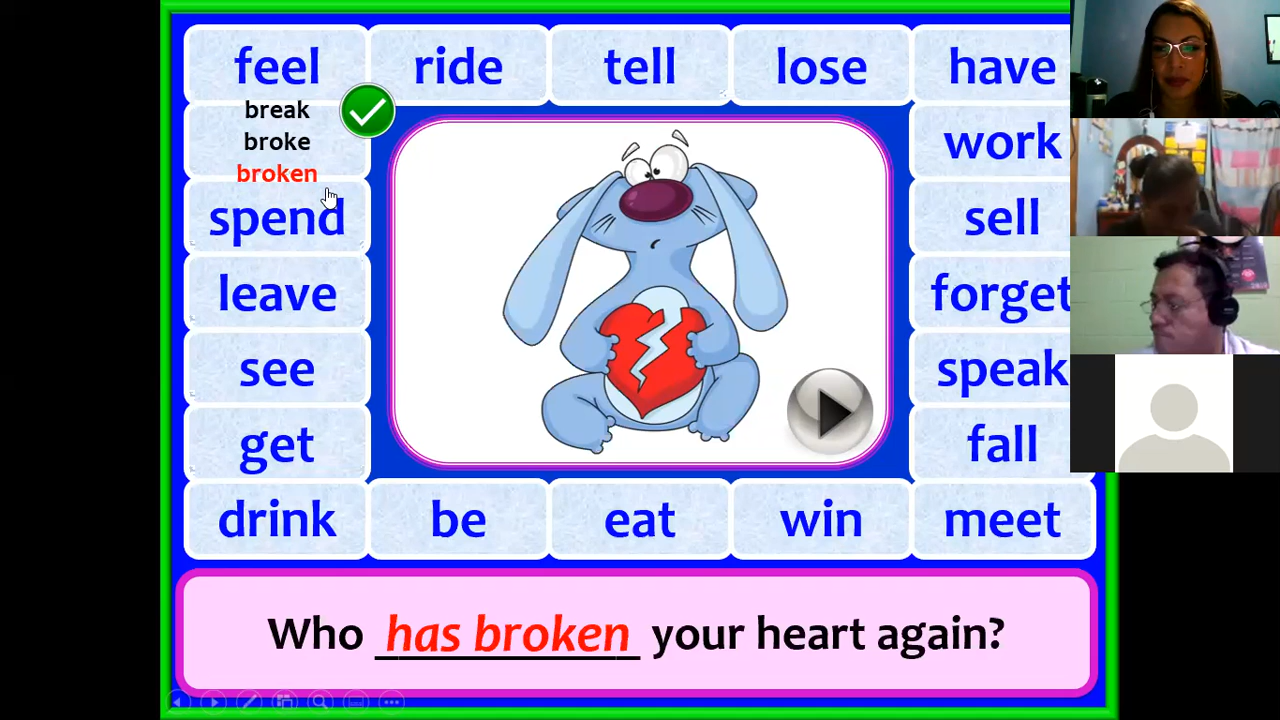 feel ride tell lose have
break
broke
broken
work
spend sell
leave forget
see speak
get fall
drink be eat win meet
Who has broken your heart again?